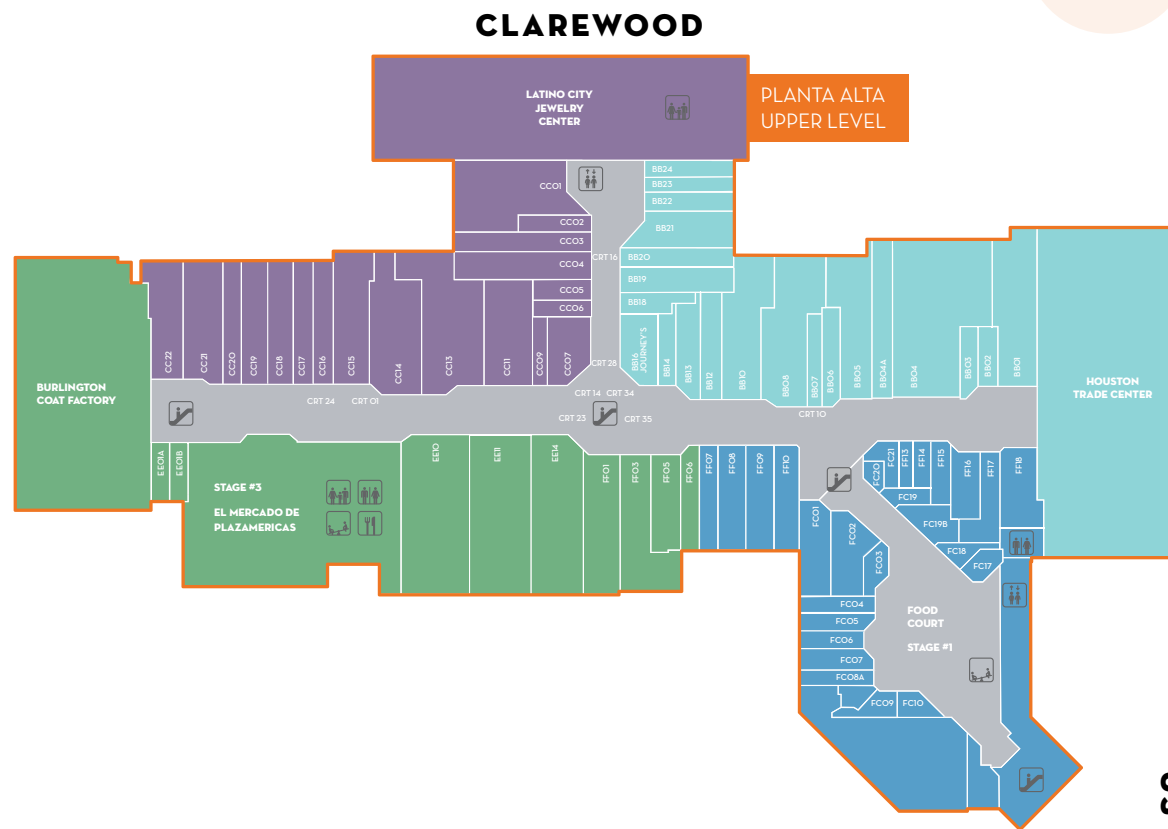 CLAREWOOD
PLANTA ALTA
UPPER LEVEL
LATINO CITY
JEWELRY
CENTER
CC01
CC02
CC03
CC04
CC05
CC06
BB24
BB23
BB22
BB21
CRT 16
BB20
BB19
BB18
CC22
CC21
CC20
CC19
CC18
CC17
CC16
CC15
CC14
CC13
CC11
CC09
CC07
CRT 28
BB16
JOURNEY'S
BB14
BB13
BB12
BB10
BB08
BB07
BB06
BB05
BB04A
BB04
BB03
BB02
BB01
BURLINGTON
COAT FACTORY
HOUSTON
TRADE CENTER
CRT 24
CRT 01
CRT 14
CRT 34
CRT 23
CRT 35
CRT 10
EE01A
EE01B
STAGE #3
EL MERCADO DE
PLAZAMERICAS
EE10
EE11
EE14
FF01
FF03
FF05
FF06
FF07
FF08
FF09
FF10
FC20
FC21
FF13
FF14
FF15
FF16
FF17
FF18
FC19
FC19B
FC18
FC17
FC01
FC02
FC03
FC04
FC05
FC06
FC07
FC08A
FC09
FC10
FOOD
COURT
STAGE #1